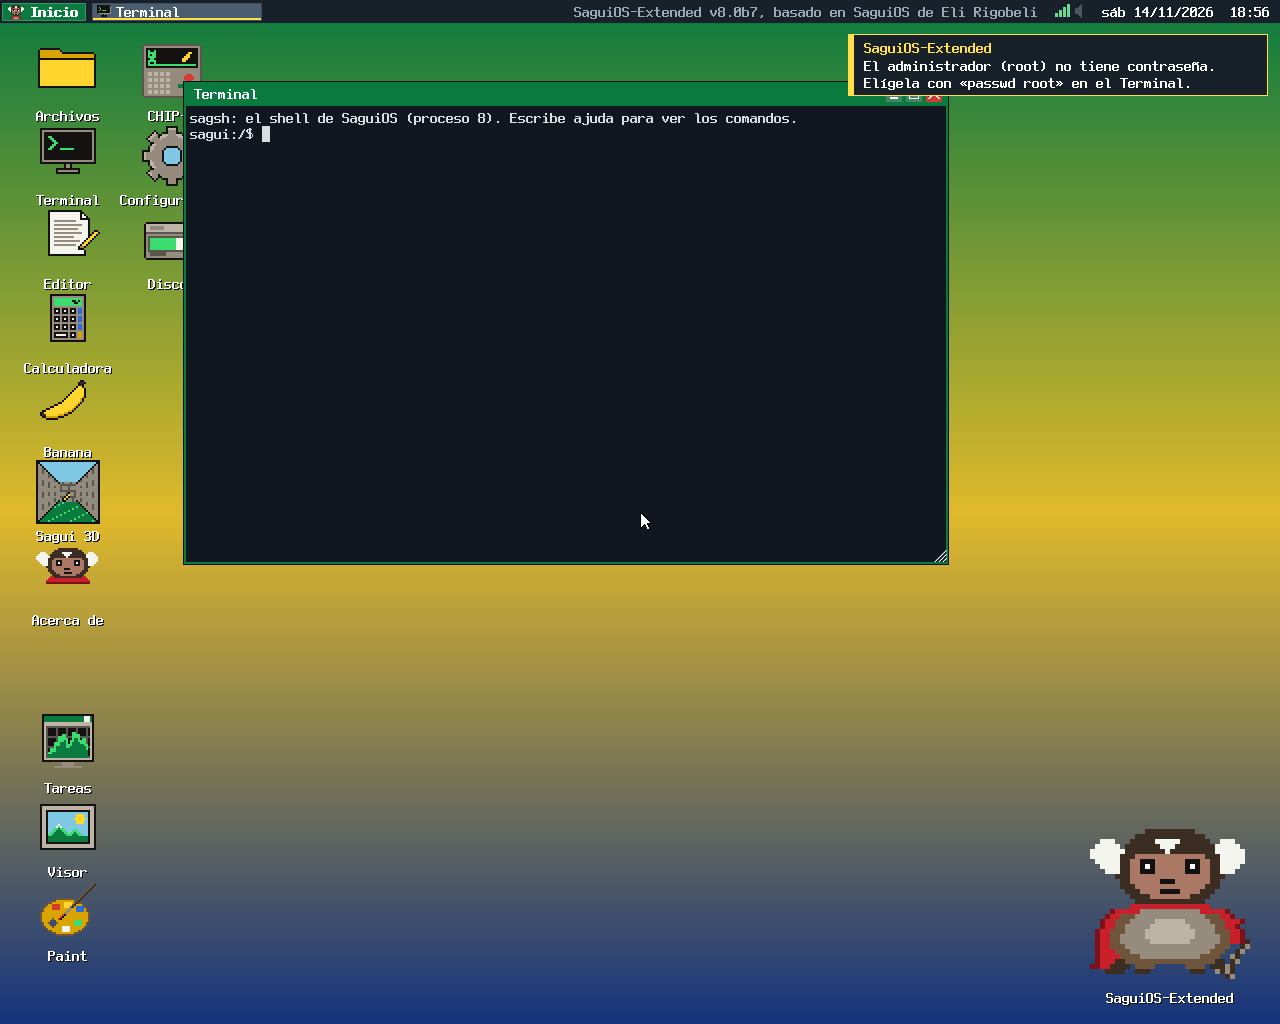 Inicio
Terminal
SaguiOS-Extended v8.0b7, basado en SaguiOS de Eli Rigobeli
sáb 14/11/2026 18:56
SaguiOS-Extended
El administrador (root) no tiene contraseña.
Elígela con «passwd root» en el Terminal.
Terminal
sagsh: el shell de SaguiOS (proceso 8). Escribe ajuda para ver los comandos.
sagui:/$
Archivos
CHIP
Terminal
Configur
Editor
Disco
Calculadora
Banana
Sagui 3D
Acerca de
Tareas
Visor
Paint
SaguiOS-Extended